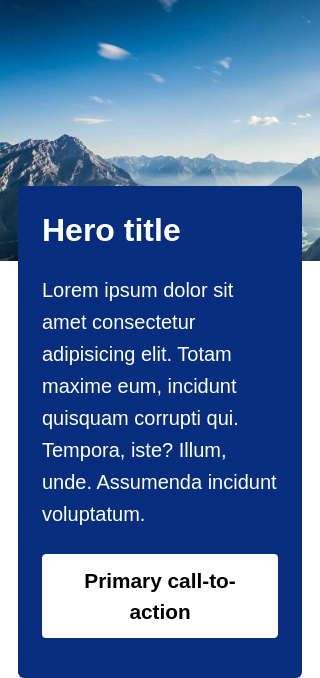 Hero title
Lorem ipsum dolor sit
amet consectetur
adipisicing elit. Totam
maxime eum, incidunt
quisquam corrupti qui.
Tempora, iste? Illum,
unde. Assumenda incidunt
voluptatum.
Primary call-to-
action